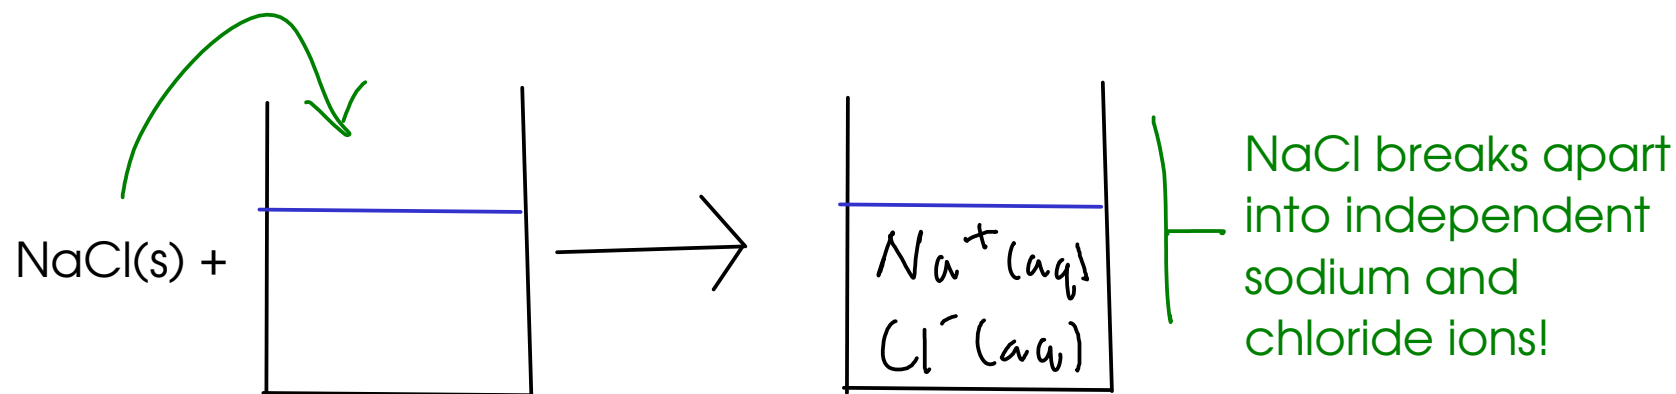 NaCl(s) +
Na⁺(aq)
Cl⁻(aq)
NaCl breaks apart
into independent
sodium and
chloride ions!